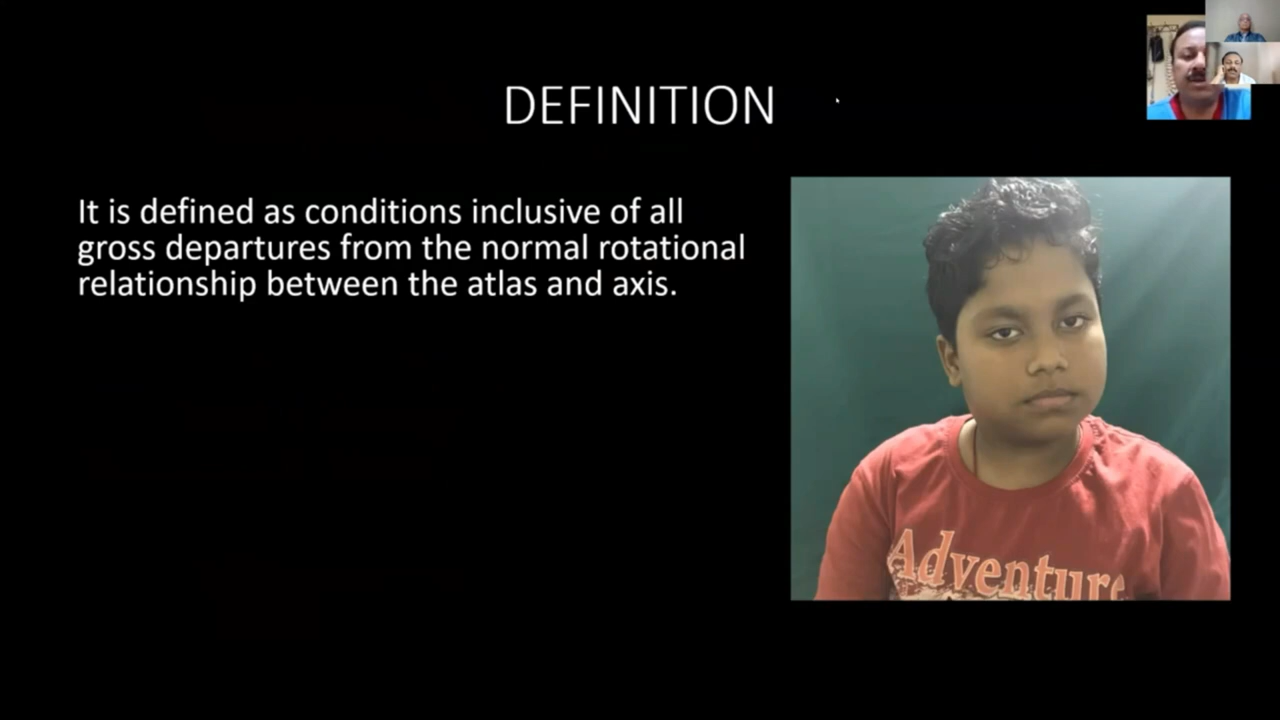 DEFINITION
It is defined as conditions inclusive of all
gross departures from the normal rotational
relationship between the atlas and axis.
Adventure